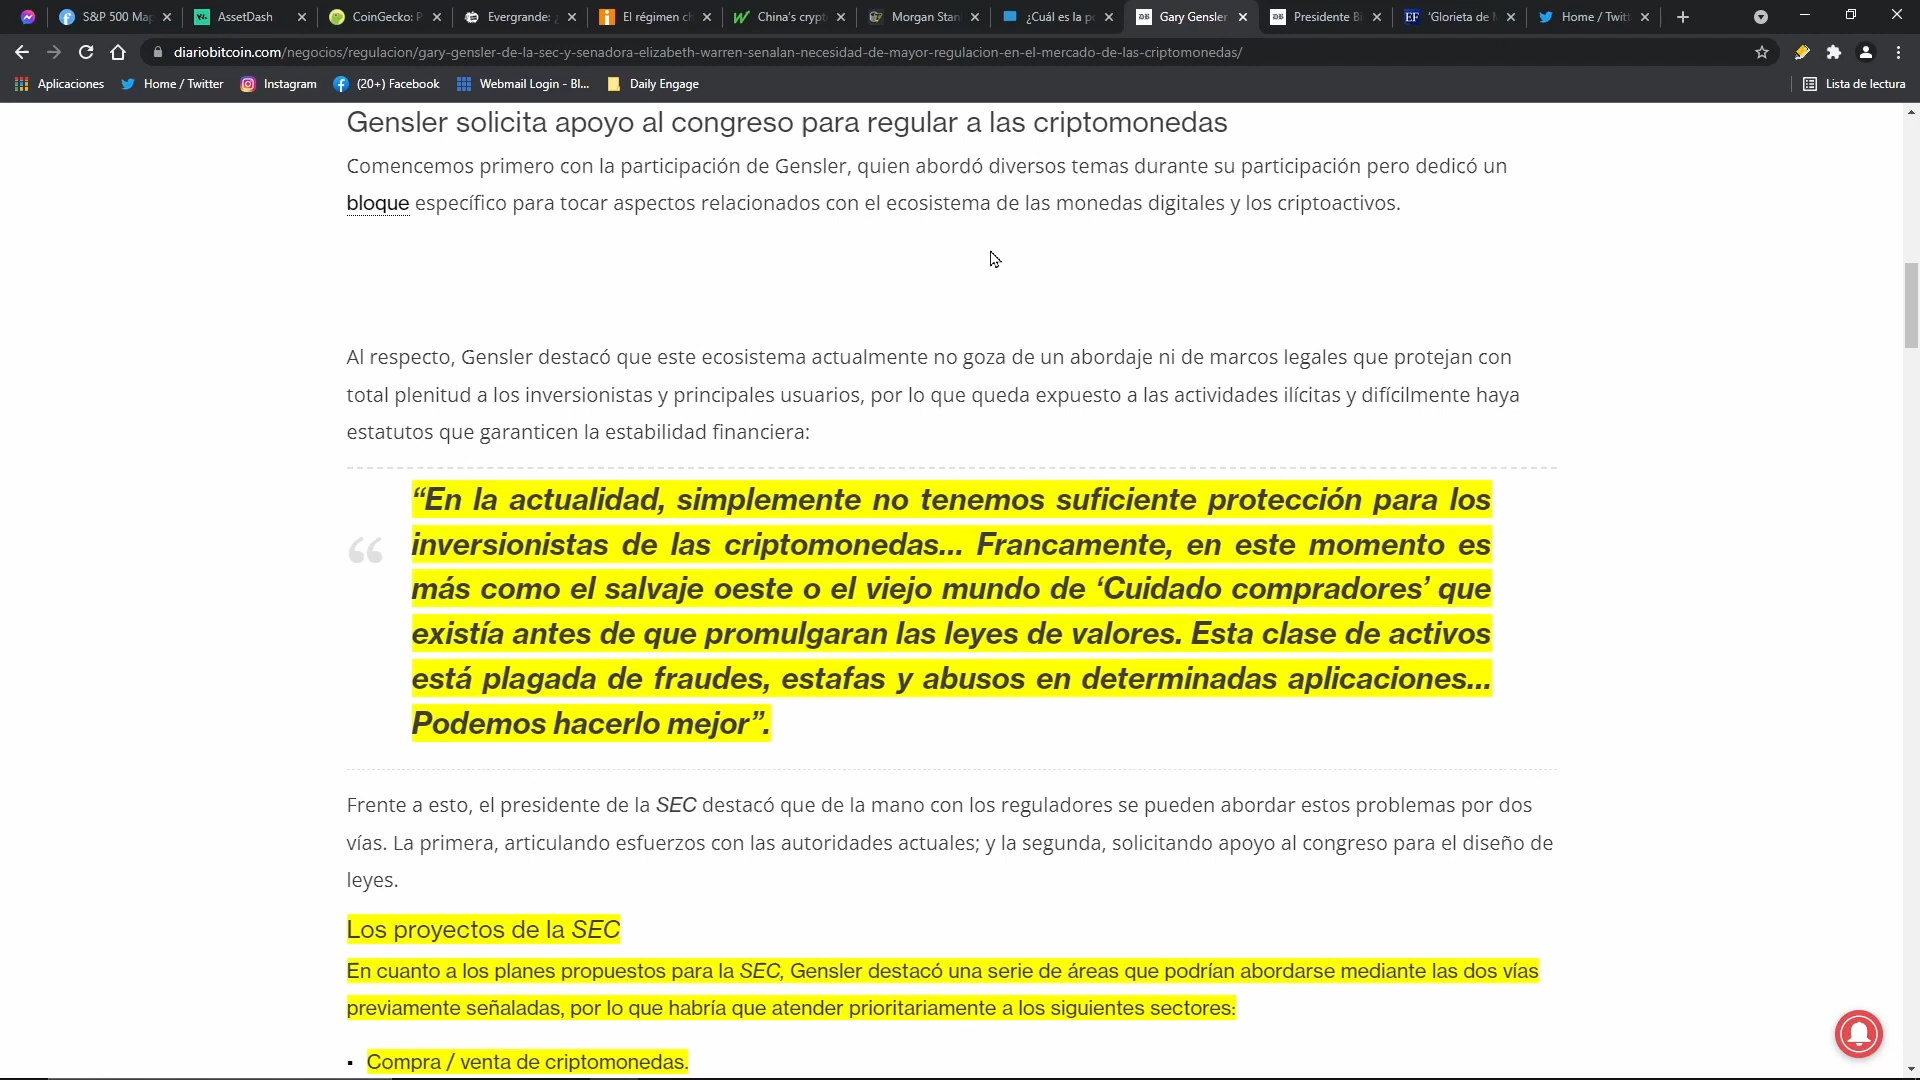 S&P 500 Map
AssetDash
CoinGecko: P
Evergrande: ¿
El régimen ch
China's crypt
Morgan Stan
¿Cuál es la po
Gary Gensler
Presidente Bi
'Glorieta de M
Home / Twitt
diariobitcoin.com/negocios/regulacion/gary-gensler-de-la-sec-y-senadora-elizabeth-warren-senalan-necesidad-de-mayor-regulacion-en-el-mercado-de-las-criptomonedas/
Aplicaciones
Home / Twitter
Instagram
(20+) Facebook
Webmail Login - Bl...
Daily Engage
Lista de lectura
Gensler solicita apoyo al congreso para regular a las criptomonedas
Comencemos primero con la participación de Gensler, quien abordó diversos temas durante su participación pero dedicó un
bloque específico para tocar aspectos relacionados con el ecosistema de las monedas digitales y los criptoactivos.
Al respecto, Gensler destacó que este ecosistema actualmente no goza de un abordaje ni de marcos legales que protejan con
total plenitud a los inversionistas y principales usuarios, por lo que queda expuesto a las actividades ilícitas y difícilmente haya
estatutos que garanticen la estabilidad financiera:
“En la actualidad, simplemente no tenemos suficiente protección para los
inversionistas de las criptomonedas… Francamente, en este momento es
más como el salvaje oeste o el viejo mundo de ‘Cuidado compradores’ que
existía antes de que promulgaran las leyes de valores. Esta clase de activos
está plagada de fraudes, estafas y abusos en determinadas aplicaciones…
Podemos hacerlo mejor”.
Frente a esto, el presidente de la SEC destacó que de la mano con los reguladores se pueden abordar estos problemas por dos
vías. La primera, articulando esfuerzos con las autoridades actuales; y la segunda, solicitando apoyo al congreso para el diseño de
leyes.
Los proyectos de la SEC
En cuanto a los planes propuestos para la SEC, Gensler destacó una serie de áreas que podrían abordarse mediante las dos vías
previamente señaladas, por lo que habría que atender prioritariamente a los siguientes sectores:
▪ Compra / venta de criptomonedas.